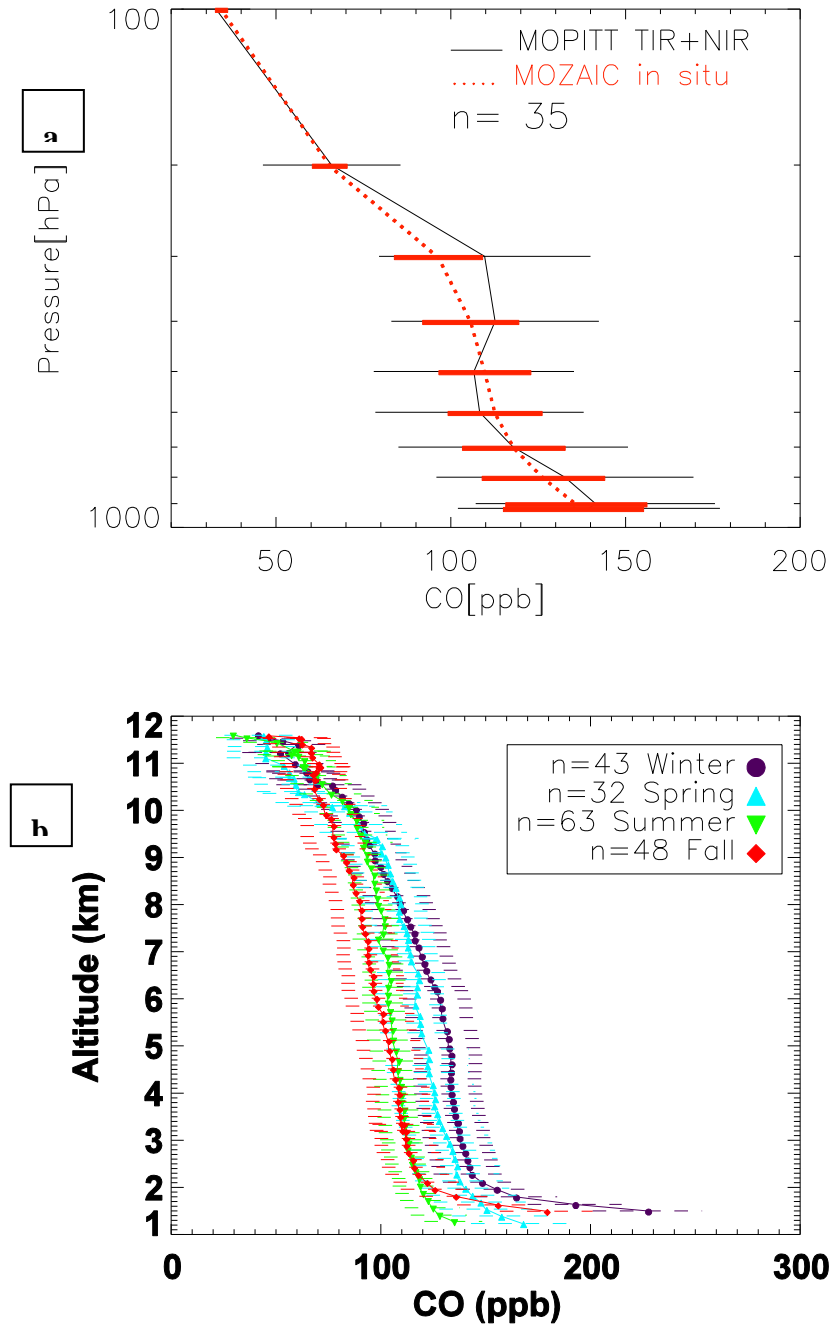 100
MOPITT TIR+NIR
MOZAIC in situ
n= 35
a
Pressure[hPa]
1000
50
100
150
200
CO[ppb]
b
12
11
10
9
8
7
6
5
4
3
2
1
n=43 Winter
n=32 Spring
n=63 Summer
n=48 Fall
Altitude (km)
0
100
200
300
CO (ppb)